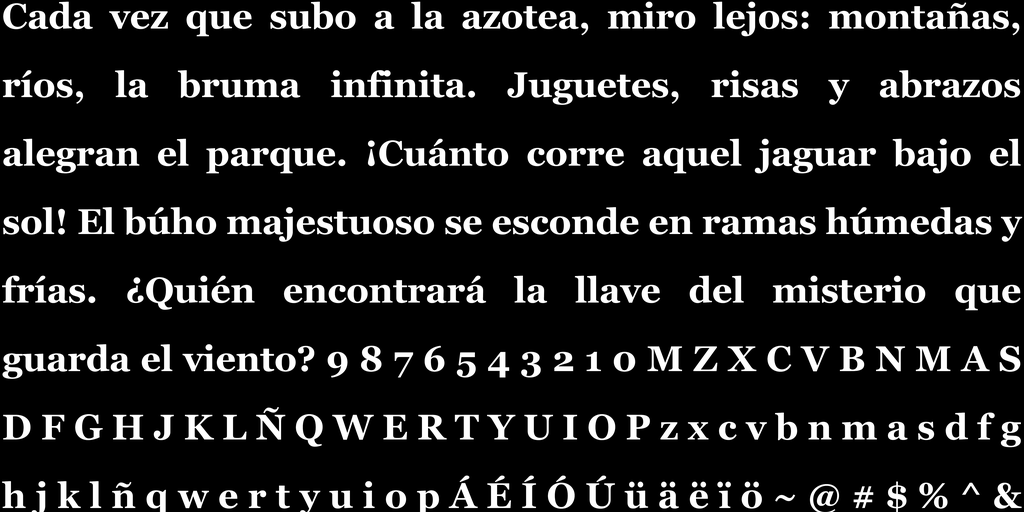 Cada vez que subo a la azotea, miro lejos: montañas,
ríos, la bruma infinita. Juguetes, risas y abrazos
alegran el parque. ¡Cuánto corre aquel jaguar bajo el
sol! El búho majestuoso se esconde en ramas húmedas y
frías. ¿Quién encontrará la llave del misterio que
guarda el viento? 9 8 7 6 5 4 3 2 1 0 M Z X C V B N M A S
D F G H J K L Ñ Q W E R T Y U I O P z x c v b n m a s d f g
h j k l ñ q w e r t y u i o p Á É Í Ó Ú ü ä ë ï ö ~ @ # $ % ^ &